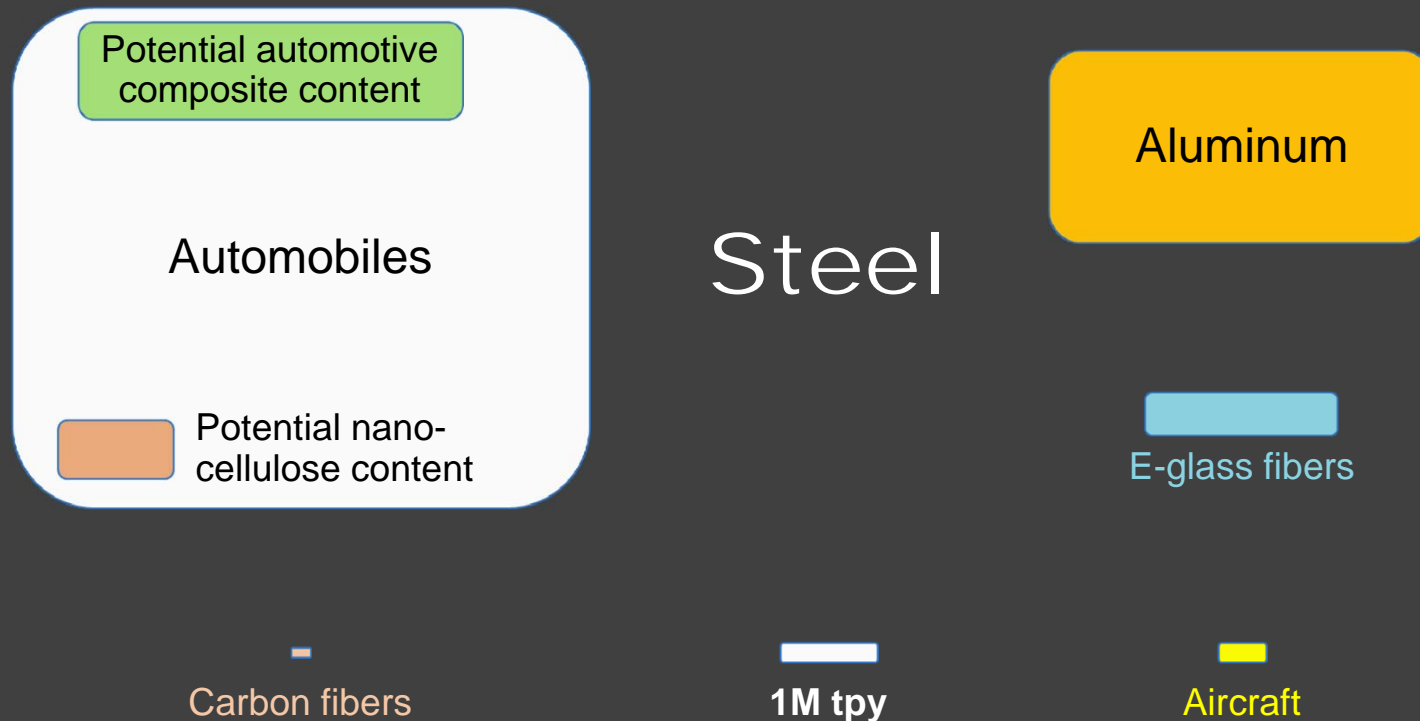 Potential automotive
composite content
Aluminum
Automobiles
Steel
Potential nano-
cellulose content
E-glass fibers
Carbon fibers
1M tpy
Aircraft